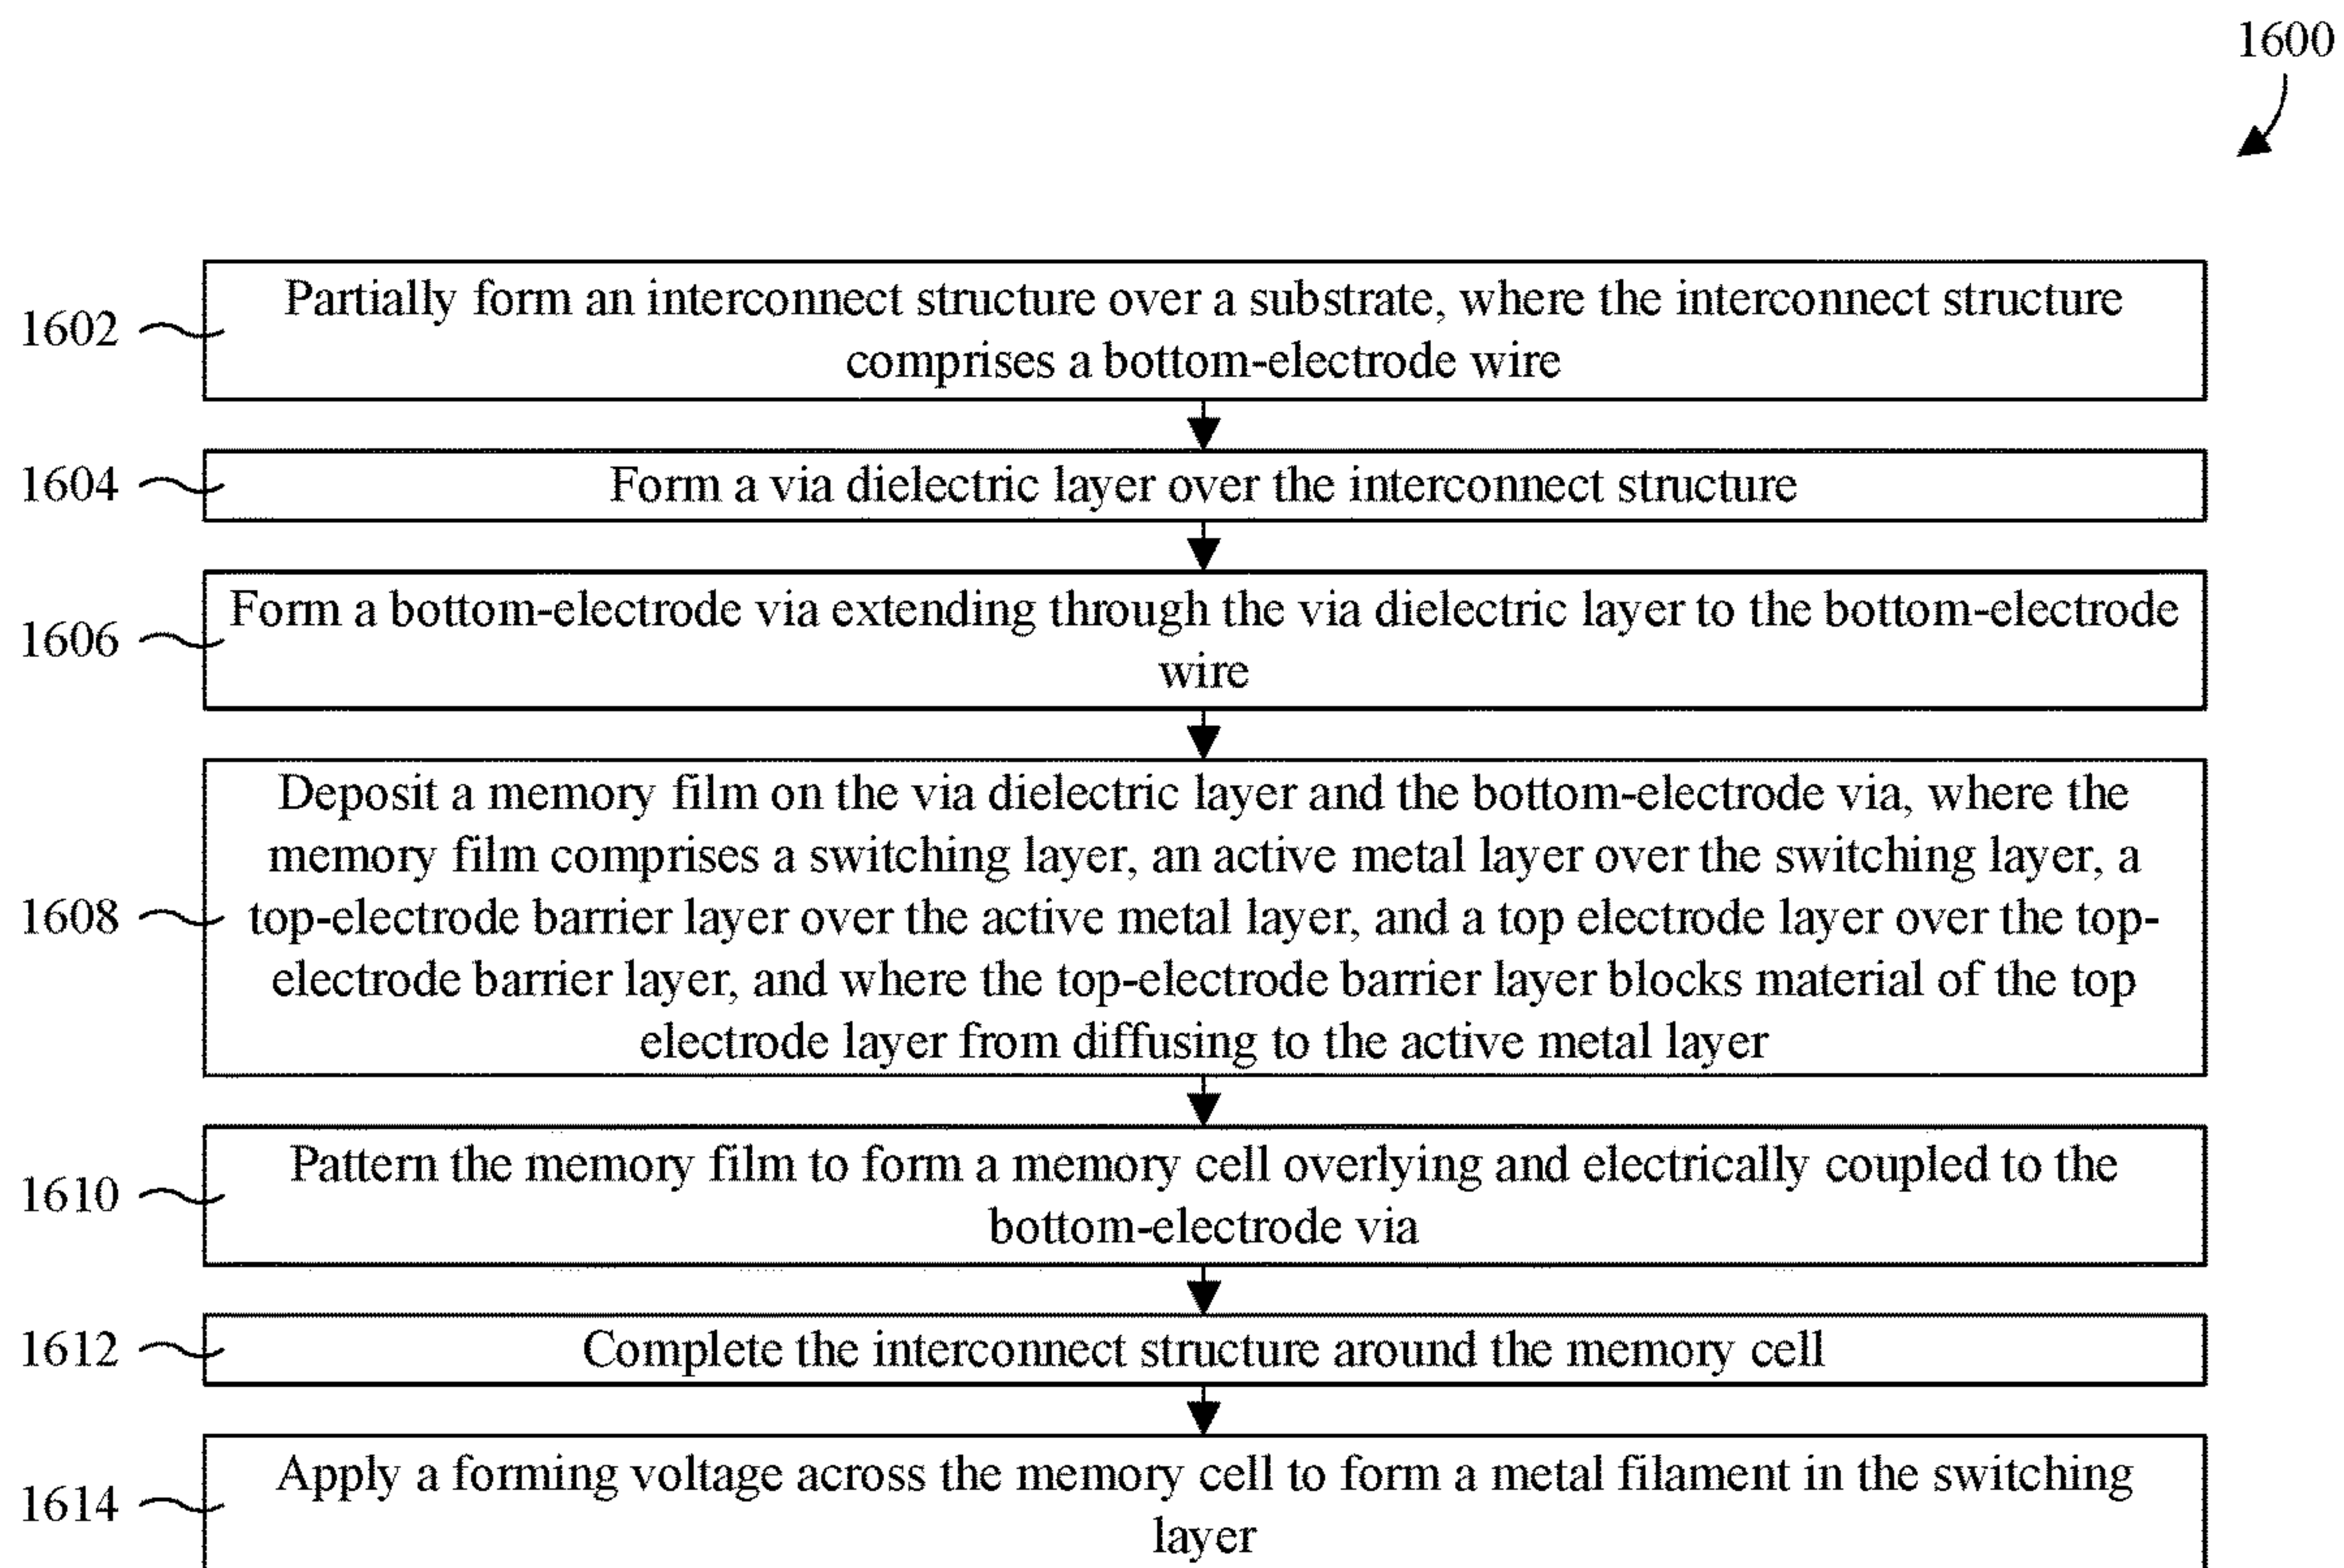 1600
1602
Partially form an interconnect structure over a substrate, where the interconnect structure
comprises a bottom-electrode wire
1604
Form a via dielectric layer over the interconnect structure
1606
Form a bottom-electrode via extending through the via dielectric layer to the bottom-electrode
wire
1608
Deposit a memory film on the via dielectric layer and the bottom-electrode via, where the
memory film comprises a switching layer, an active metal layer over the switching layer, a
top-electrode barrier layer over the active metal layer, and a top electrode layer over the top-
electrode barrier layer, and where the top-electrode barrier layer blocks material of the top
electrode layer from diffusing to the active metal layer
1610
Pattern the memory film to form a memory cell overlying and electrically coupled to the
bottom-electrode via
1612
Complete the interconnect structure around the memory cell
1614
Apply a forming voltage across the memory cell to form a metal filament in the switching
layer